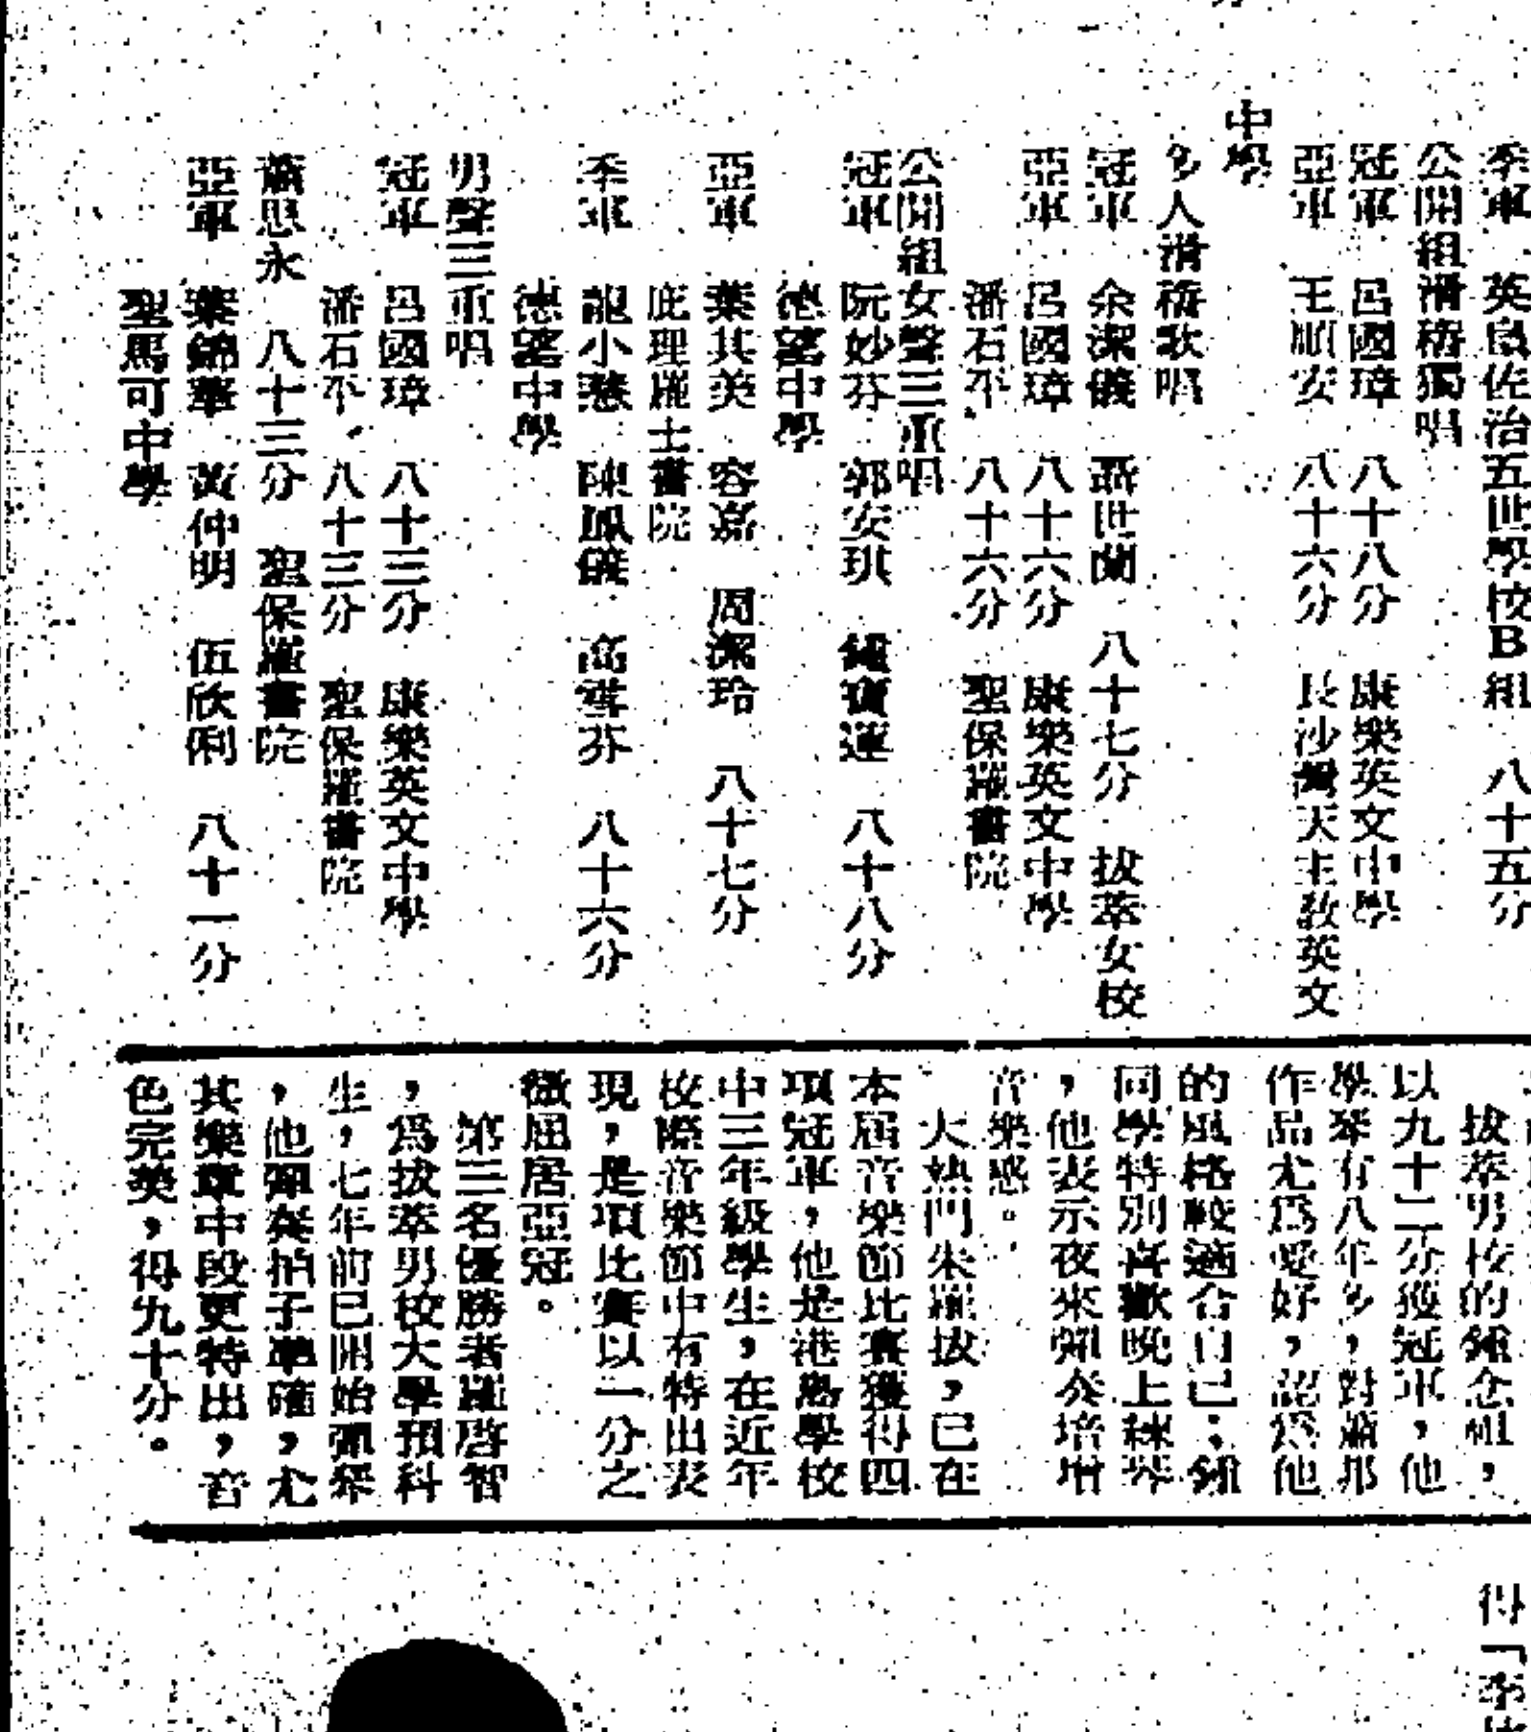 季軍　英皇佐治五世學校B組　八十五分
公開組滑稽獨唱
冠軍　呂國璋　八十八分　康樂英文中學
亞軍　王順安　八十六分　長沙灣天主教英文
中學
多人滑稽歌唱
冠軍　余潔儀　聶世蘭　八十七分　拔萃女校
亞軍　呂國璋　八十六分　康樂英文中學
潘石平　八十六分　聖保羅書院
公開組女聲三重唱
冠軍　阮妙芬　郭安琪　鍾寶蓮　八十八分
德望中學
亞軍　葉其美　容嘉　周潔玲　八十七分
庇理羅士書院
季軍　龍小慧　陳鳳儀　高雪芬　八十六分
德望中學
男聲三重唱
冠軍　呂國璋　八十三分　康樂英文中學
潘石平　八十三分　聖保羅書院
蕭思永　八十三分　聖保羅書院
亞軍　葉錦華　黃仲明　伍欣俐　八十一分
聖馬可中學
拔萃男校的鍾念祖，
以九十二分獲冠軍，他
學琴有八年多，對蕭邦
作品尤爲愛好，認爲他
的風格較適合自己；鍾
同學特別喜歡晚上練琴
，他表示夜來彈奏培增
音樂感。
大熱門朱羅拔，已在
本屆音樂節比賽獲得四
項冠軍，他是港島學校
中三年級學生，在近年
校際音樂節中有特出表
現，是項比賽以一分之
微屈居亞冠。
第三名優勝者羅啓智
，爲拔萃男校大學預科
生，七年前已開始彈琴
，他彈奏拍子準確，尤
其樂章中段更特出，音
色完美，得九十分。
得「季